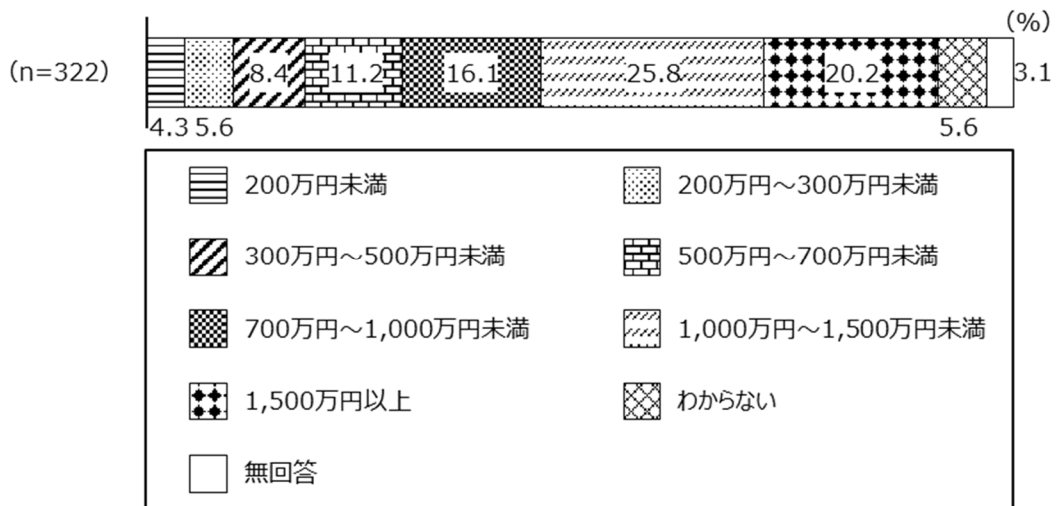 (%)
(n=322) 8.4 11.2 16.1 25.8 20.2 3.1
4.3 5.6 5.6
200万円未満 200万円～300万円未満
300万円～500万円未満 500万円～700万円未満
700万円～1,000万円未満 1,000万円～1,500万円未満
1,500万円以上 わからない
無回答